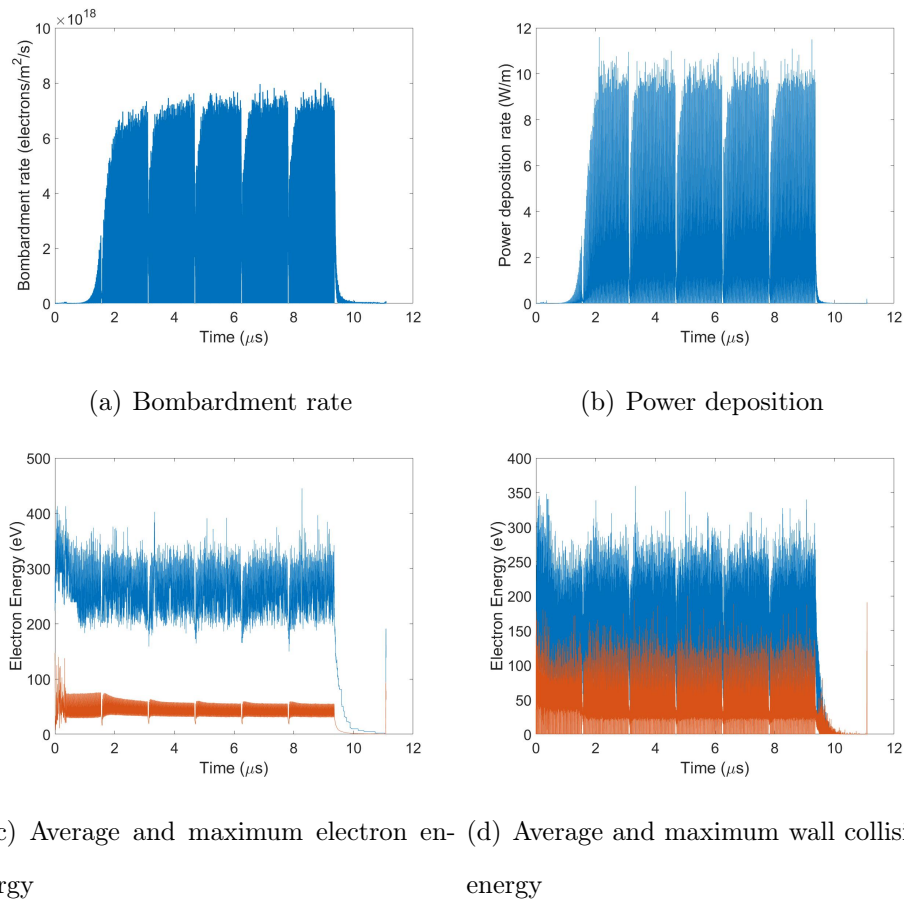 ×10^18
10
8
6
4
2
0
Bombardment rate (electrons/m^2/s)
0 2 4 6 8 10 12
Time (μs)
(a) Bombardment rate
12
10
8
6
4
2
0
Power deposition rate (W/m)
0 2 4 6 8 10 12
Time (μs)
(b) Power deposition
500
400
300
200
100
0
Electron Energy (eV)
0 2 4 6 8 10 12
Time (μs)
c) Average and maximum electron en-
rgy
400
350
300
250
200
150
100
50
0
Electron Energy (eV)
0 2 4 6 8 10 12
Time (μs)
(d) Average and maximum wall collisi
energy